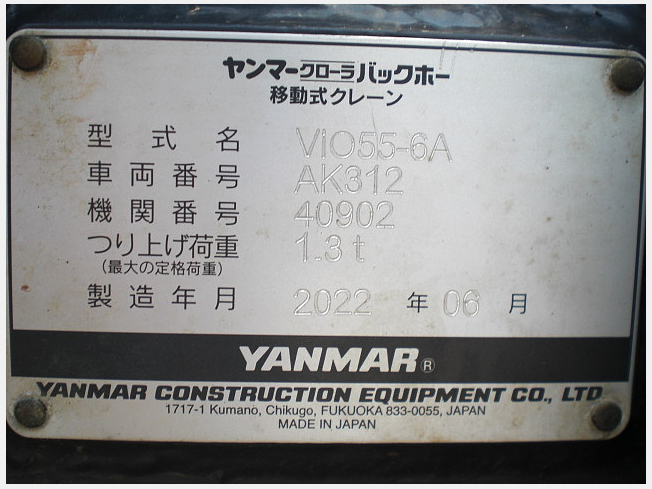 ヤンマークローラバックホー
移動式クレーン
型式名 ViO55-6A
車両番号 AK312
機関番号 40902
つり上げ荷重 1.3 t
(最大の定格荷重)
製造年月 2022 年 06 月
YANMAR®
YANMAR CONSTRUCTION EQUIPMENT CO., LTD
1717-1 Kumano, Chikugo, FUKUOKA 833-0055, JAPAN
MADE IN JAPAN